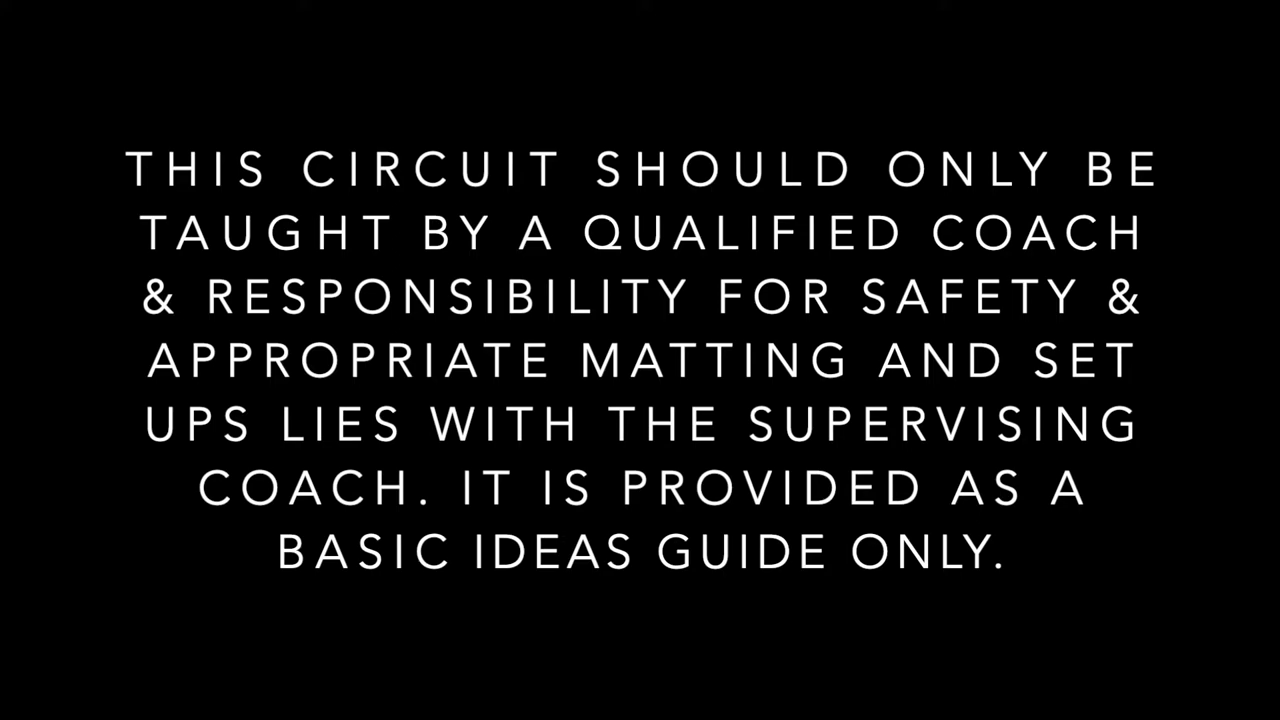 THIS CIRCUIT SHOULD ONLY BE
TAUGHT BY A QUALIFIED COACH
& RESPONSIBILITY FOR SAFETY &
APPROPRIATE MATTING AND SET
UPS LIES WITH THE SUPERVISING
COACH. IT IS PROVIDED AS A
BASIC IDEAS GUIDE ONLY.